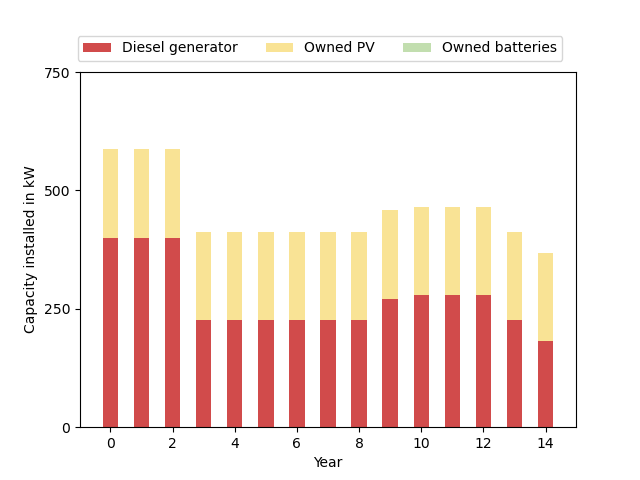 Diesel generator Owned PV Owned batteries
750
500
250
0
Capacity installed in kW
0 2 4 6 8 10 12 14
Year